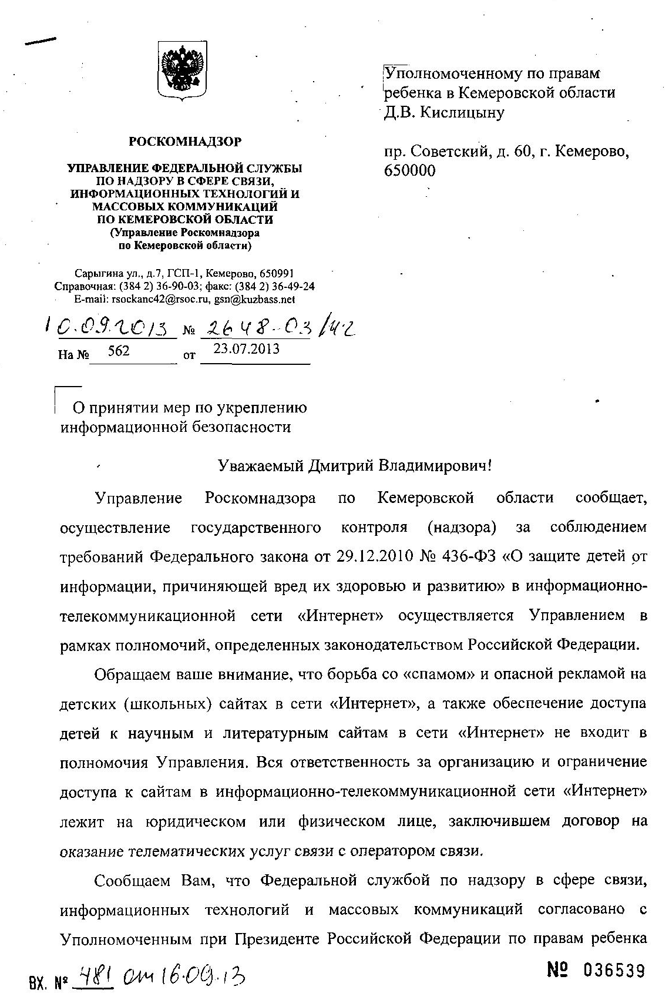 Уполномоченному по правам
ребенка в Кемеровской области
Д.В. Кислицыну
пр. Советский, д. 60, г. Кемерово,
650000
РОСКОМНАДЗОР
УПРАВЛЕНИЕ ФЕДЕРАЛЬНОЙ СЛУЖБЫ
ПО НАДЗОРУ В СФЕРЕ СВЯЗИ,
ИНФОРМАЦИОННЫХ ТЕХНОЛОГИЙ И
МАССОВЫХ КОММУНИКАЦИЙ
ПО КЕМЕРОВСКОЙ ОБЛАСТИ
(Управление Роскомнадзора
по Кемеровской области)
Сарыгина ул., д.7, ГСП-1, Кемерово, 650991
Справочная: (384 2) 36-90-03; факс: (384 2) 36-49-24
E-mail: rsockanc42@rsoc.ru, gsn@kuzbass.net
10.09.2013 № 2648-03/42
На № 562 от 23.07.2013
О принятии мер по укреплению
информационной безопасности
Уважаемый Дмитрий Владимирович!
Управление Роскомнадзора по Кемеровской области сообщает,
осуществление государственного контроля (надзора) за соблюдением
требований Федерального закона от 29.12.2010 № 436-ФЗ «О защите детей от
информации, причиняющей вред их здоровью и развитию» в информационно-
телекоммуникационной сети «Интернет» осуществляется Управлением в
рамках полномочий, определенных законодательством Российской Федерации.
Обращаем ваше внимание, что борьба со «спамом» и опасной рекламой на
детских (школьных) сайтах в сети «Интернет», а также обеспечение доступа
детей к научным и литературным сайтам в сети «Интернет» не входит в
полномочия Управления. Вся ответственность за организацию и ограничение
доступа к сайтам в информационно-телекоммуникационной сети «Интернет»
лежит на юридическом или физическом лице, заключившем договор на
оказание телематических услуг связи с оператором связи.
Сообщаем Вам, что Федеральной службой по надзору в сфере связи,
информационных технологий и массовых коммуникаций согласовано с
Уполномоченным при Президенте Российской Федерации по правам ребенка
ВХ. № 481 от 16.09.13
№ 036539